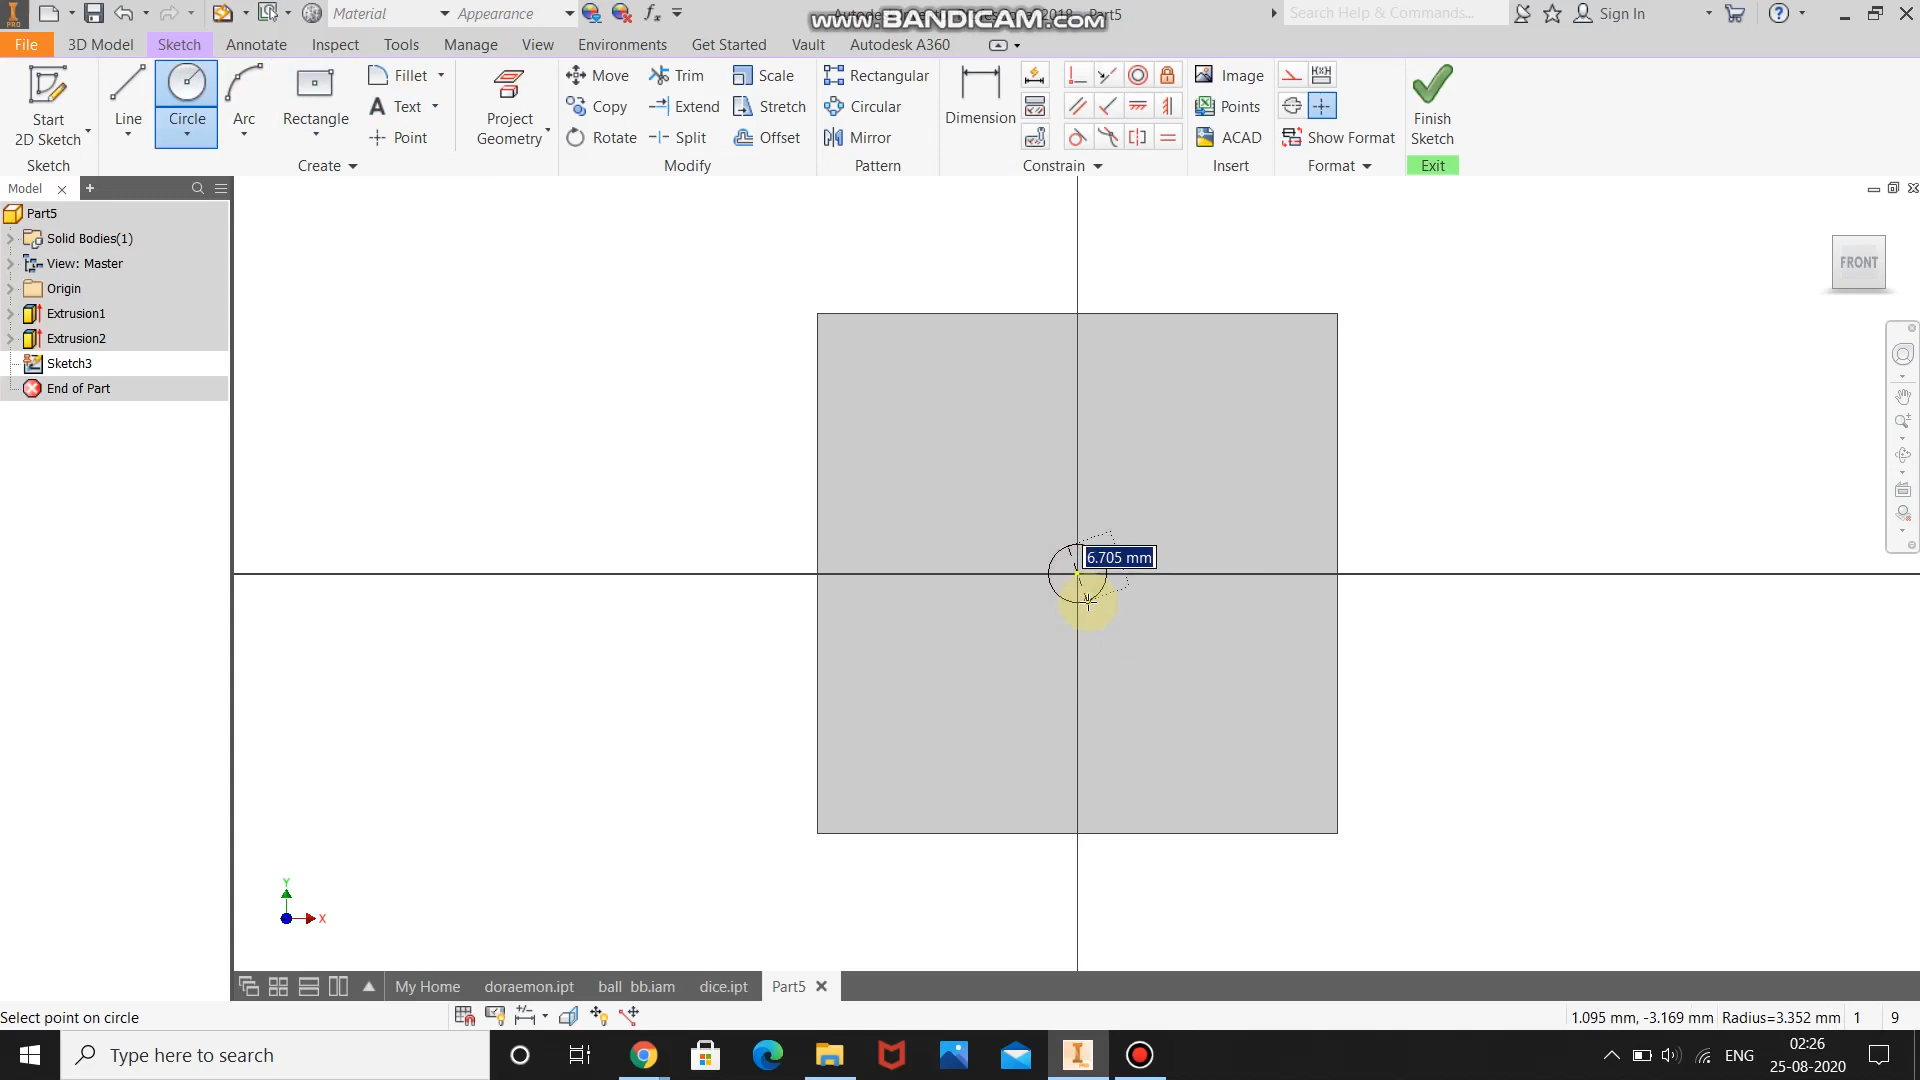 PRO
Material
Appearance
www.BANDICAM.com
2018 Part5
Search Help & Commands...
Sign In
File 3D Model Sketch Annotate Inspect Tools Manage View Environments Get Started Vault Autodesk A360
Start
2D Sketch
Line
Circle
Arc
Rectangle
Fillet
Text
Point
Project
Geometry
Move
Copy
Rotate
Trim
Extend
Split
Scale
Stretch
Offset
Rectangular
Circular
Mirror
Dimension
Image
Points
ACAD
Show Format
Finish
Sketch
Sketch
Create
Modify
Pattern
Constrain
Insert
Format
Exit
Model
Part5
Solid Bodies(1)
View: Master
Origin
Extrusion1
Extrusion2
Sketch3
End of Part
FRONT
6.705 mm
Y
X
My Home
doraemon.ipt
ball bb.iam
dice.ipt
Part5
Select point on circle
1.095 mm, -3.169 mm
Radius=3.352 mm
1
9
Type here to search
ENG
02:26
25-08-2020